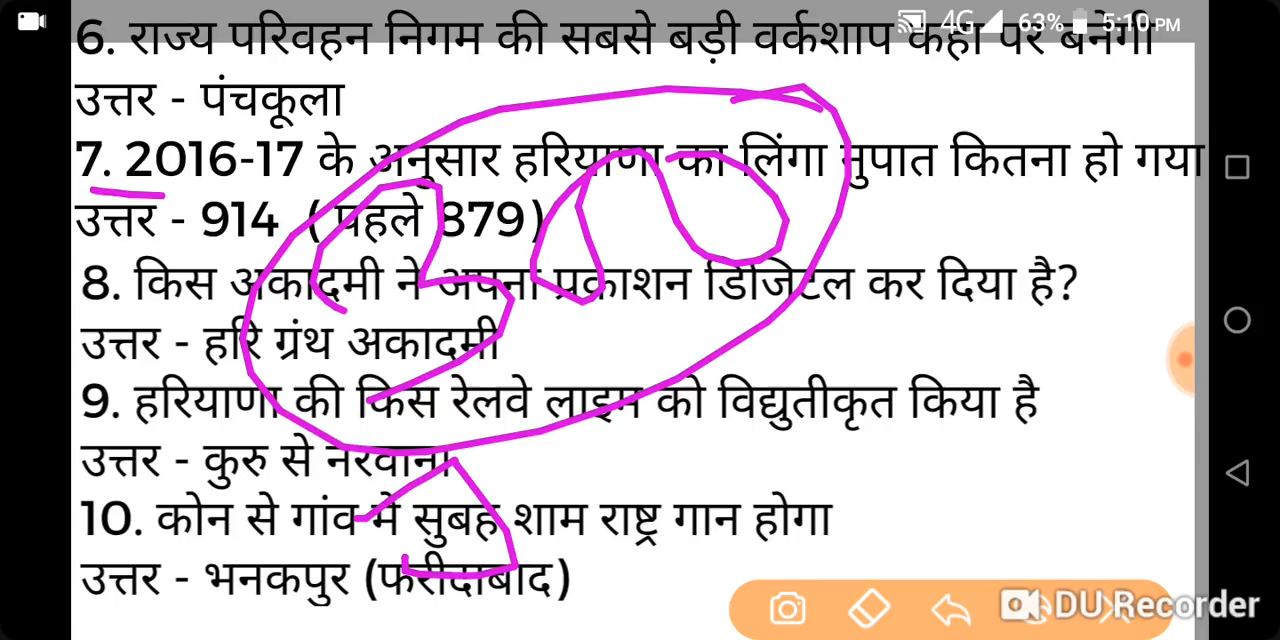 4G 63% 5:10 PM
6. राज्य परिवहन निगम की सबसे बड़ी वर्कशाप कहा पर बनेगी
उत्तर - पंचकूला
7. 2016-17 के अनुसार हरियाणा का लिंगा नुपात कितना हो गया
उत्तर - 914 ( पहले 879)
8. किस अकादमी ने अपना प्रकाशन डिजिटल कर दिया है?
उत्तर - हरि ग्रंथ अकादमी
9. हरियाणा की किस रेलवे लाइन को विद्युतीकृत किया है
उत्तर - कुरु से नरवाना
10. कोन से गांव मे सुबह शाम राष्ट्र गान होगा
उत्तर - भनकपुर (फरीदाबाद)
DU Recorder